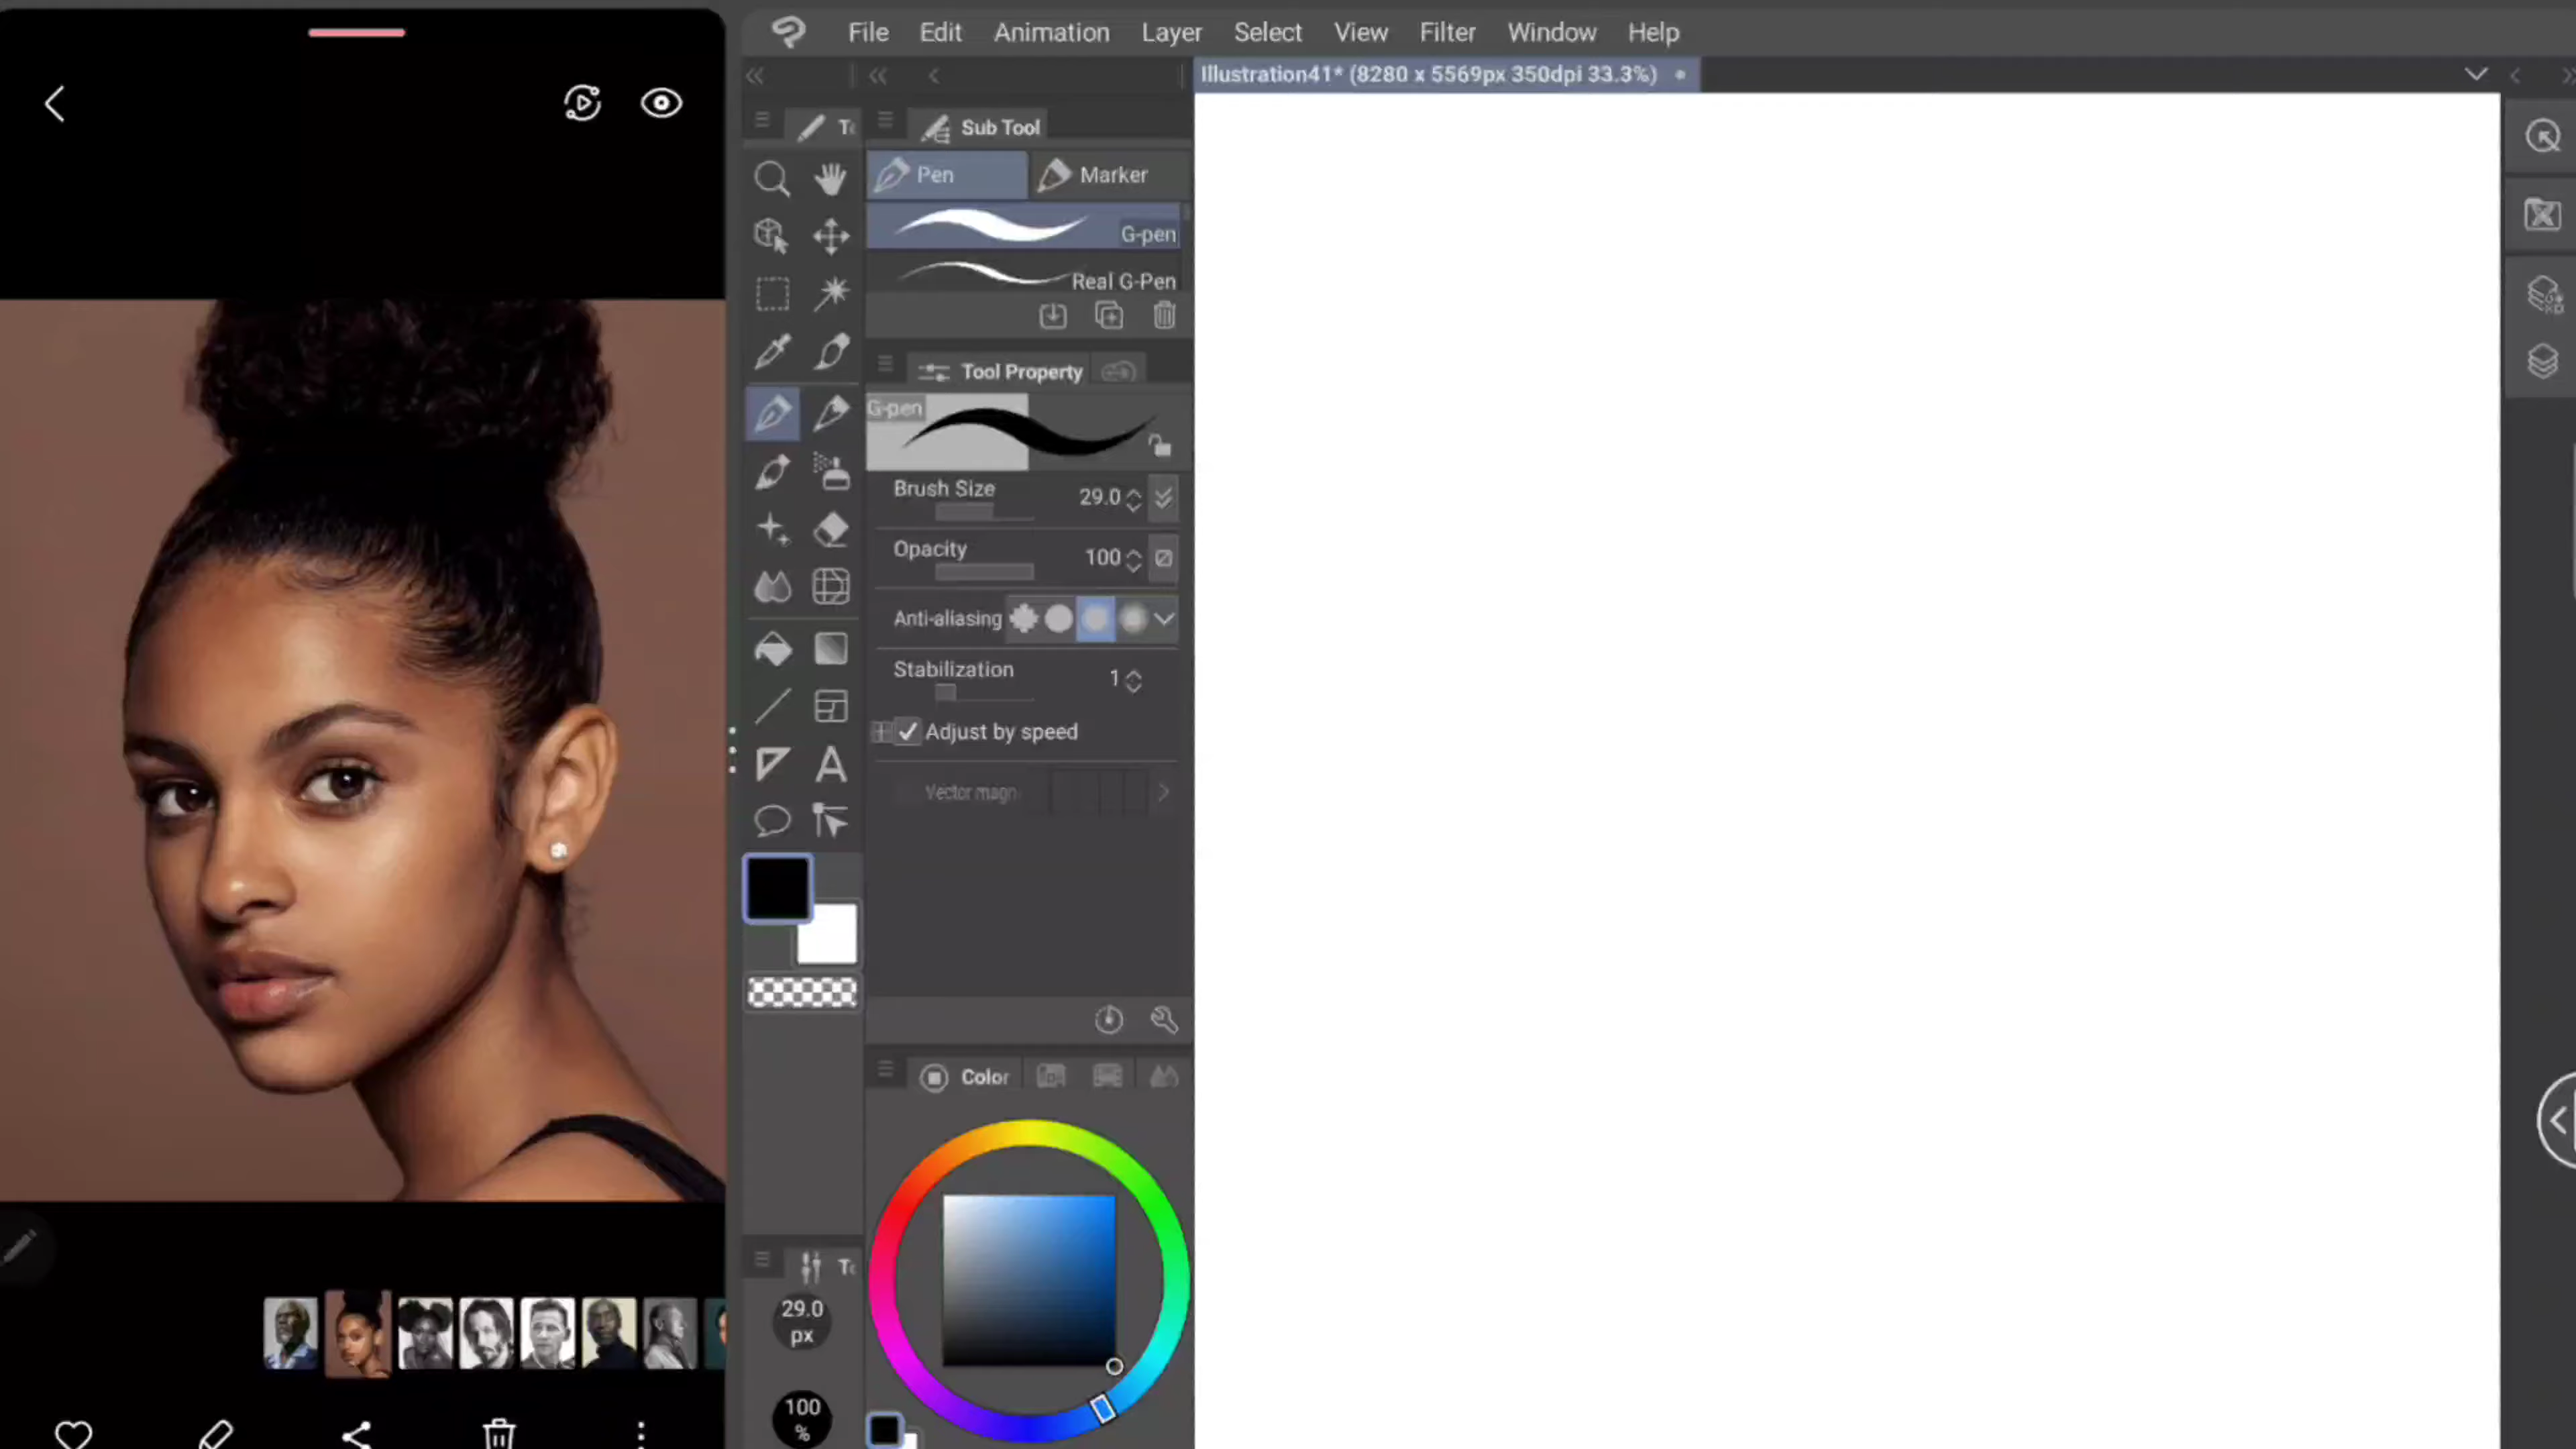 File Edit Animation Layer Select View Filter Window Help
Illustration41* (8280 x 5569px 350dpi 33.3%)
Sub Tool
Pen
Marker
G-pen
Real G-Pen
Tool Property
G-pen
Brush Size 29.0
Opacity 100
Anti-aliasing
Stabilization 1
Adjust by speed
Vector magn
Color
29.0
px
100
%